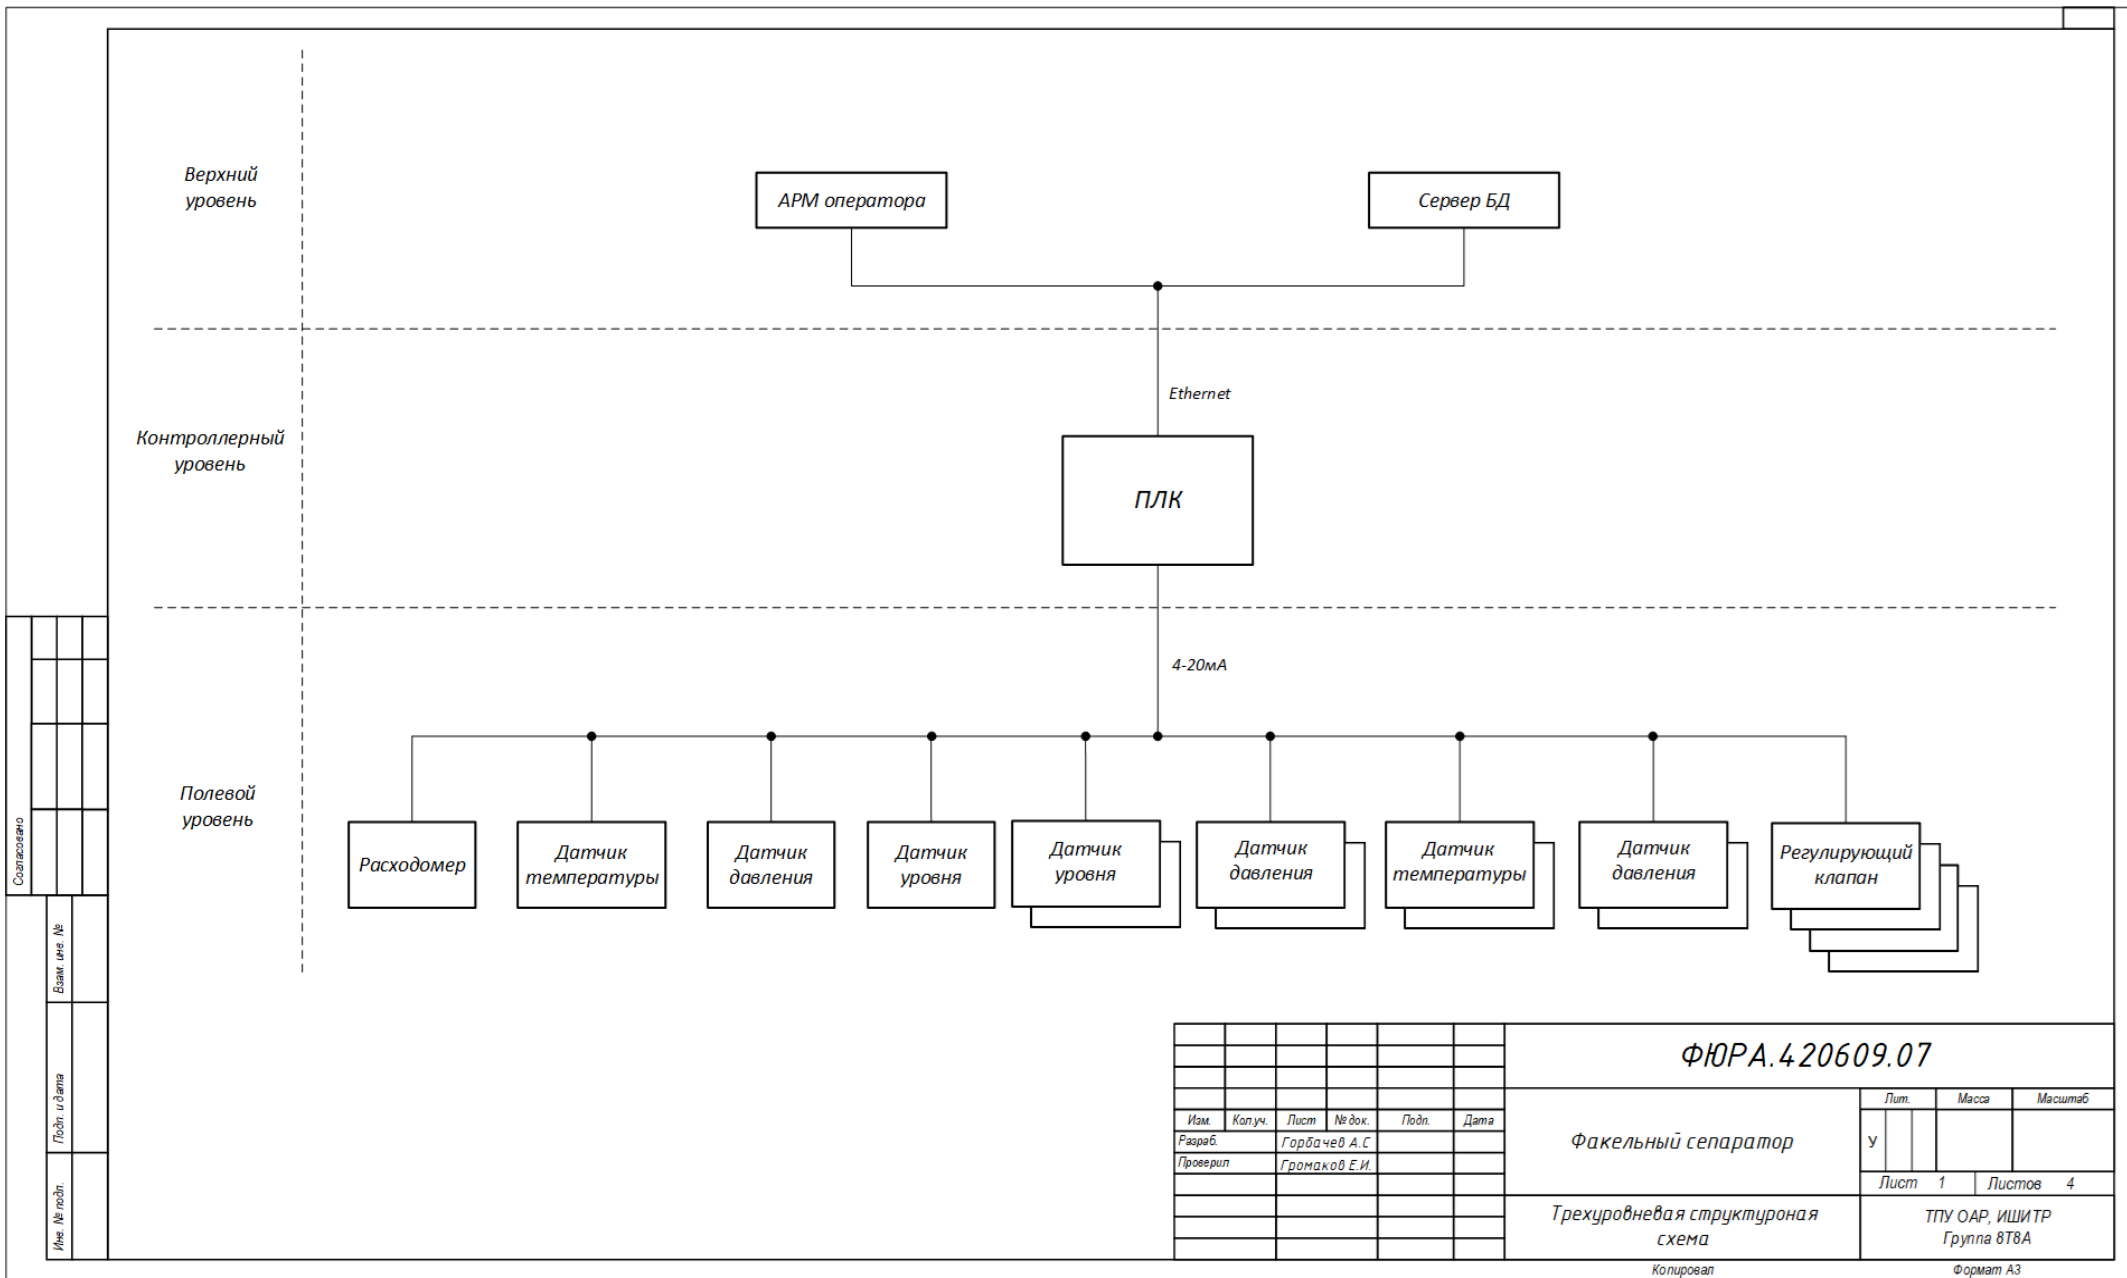 Верхний
уровень
АРМ оператора
Сервер БД
Ethernet
Контроллерный
уровень
ПЛК
4-20мА
Полевой
уровень
Расходомер
Датчик
температуры
Датчик
давления
Датчик
уровня
Датчик
уровня
Датчик
давления
Датчик
температуры
Датчик
давления
Регулирующий
клапан
Согласовано
Взам. инв. №
Подп. и дата
Инв. № подл.
ФЮРА.420609.07
Изм. Кол.уч. Лист № док. Подп. Дата
Разраб. Горбачев А.С
Проверил Громаков Е.И.
Факельный сепаратор
Лит. Масса Масштаб
У
Лист 1 Листов 4
Трехуровневая структуроная
схема
ТПУ ОАР, ИШИТР
Группа 8Т8А
Копировал Формат А3